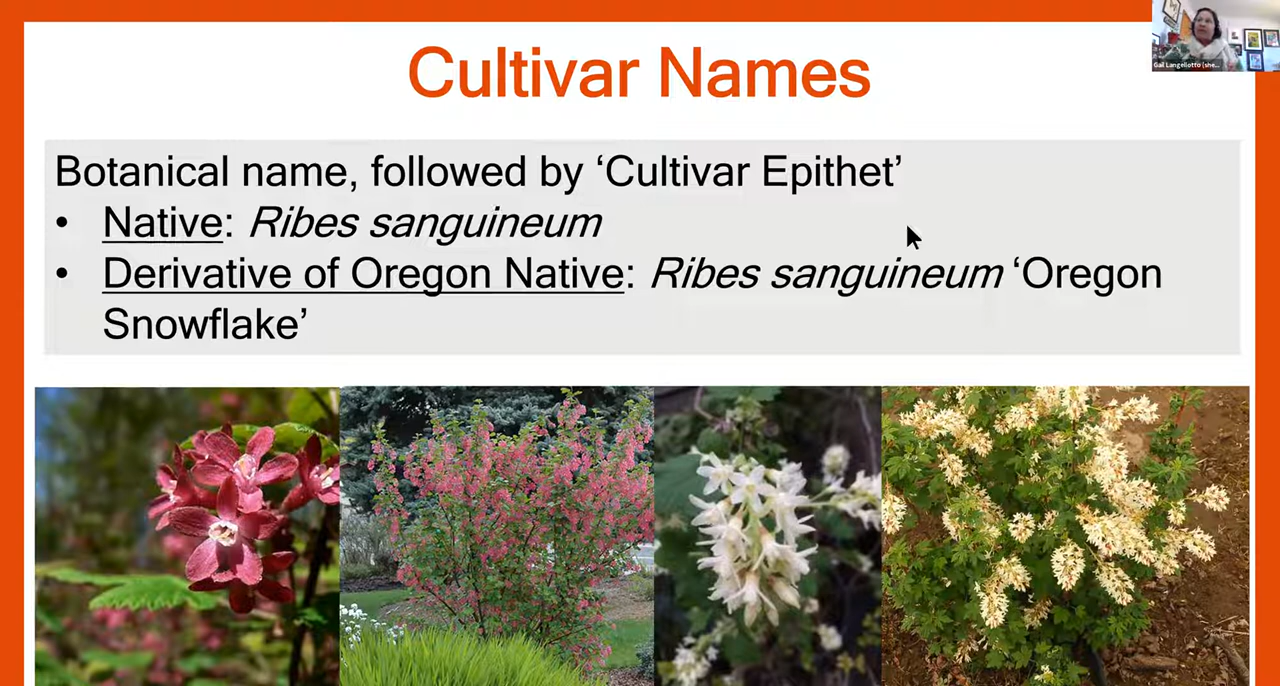 Gail Langellotto (she...
Cultivar Names
Botanical name, followed by ‘Cultivar Epithet’
• Native: Ribes sanguineum
• Derivative of Oregon Native: Ribes sanguineum ‘Oregon
Snowflake’